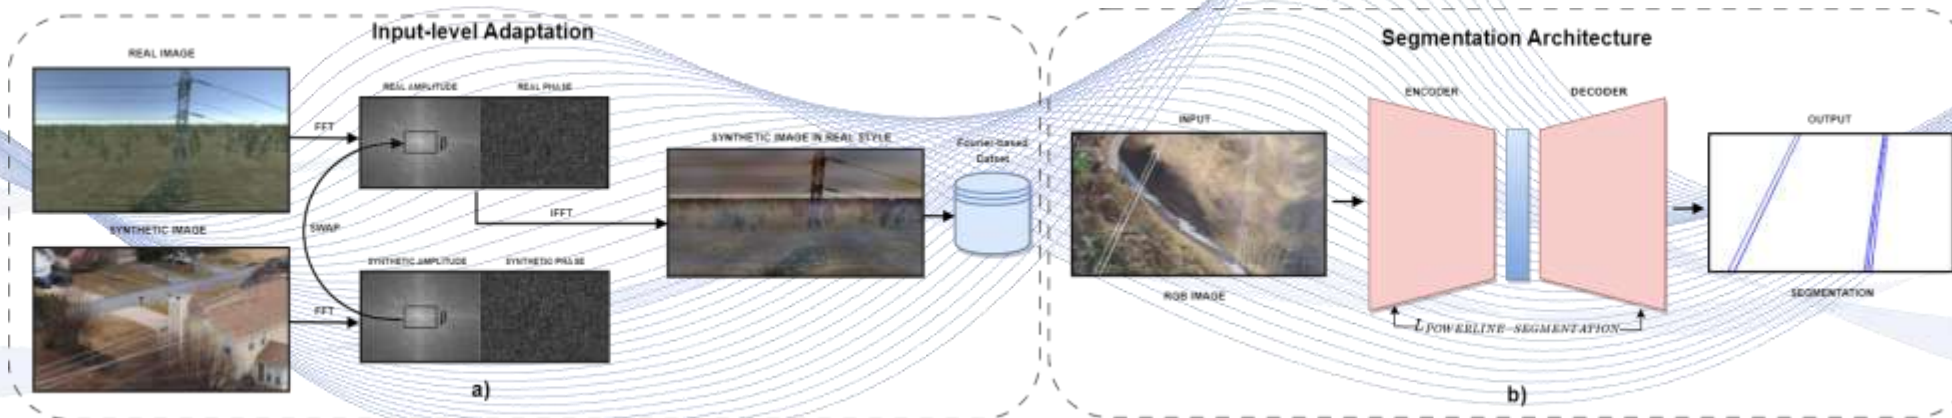 Input-level Adaptation
REAL IMAGE
REAL AMPLITUDE
REAL PHASE
FFT
β
SYNTHETIC IMAGE IN REAL STYLE
Fourier-based
Datset
IFFT
SWAP
SYNTHETIC IMAGE
SYNTHETIC AMPLITUDE
SYNTHETIC PHASE
FFT
β
a)
Segmentation Architecture
INPUT
RGB IMAGE
ENCODER
DECODER
L POWERLINE-SEGMENTATION
OUTPUT
SEGMENTATION
b)